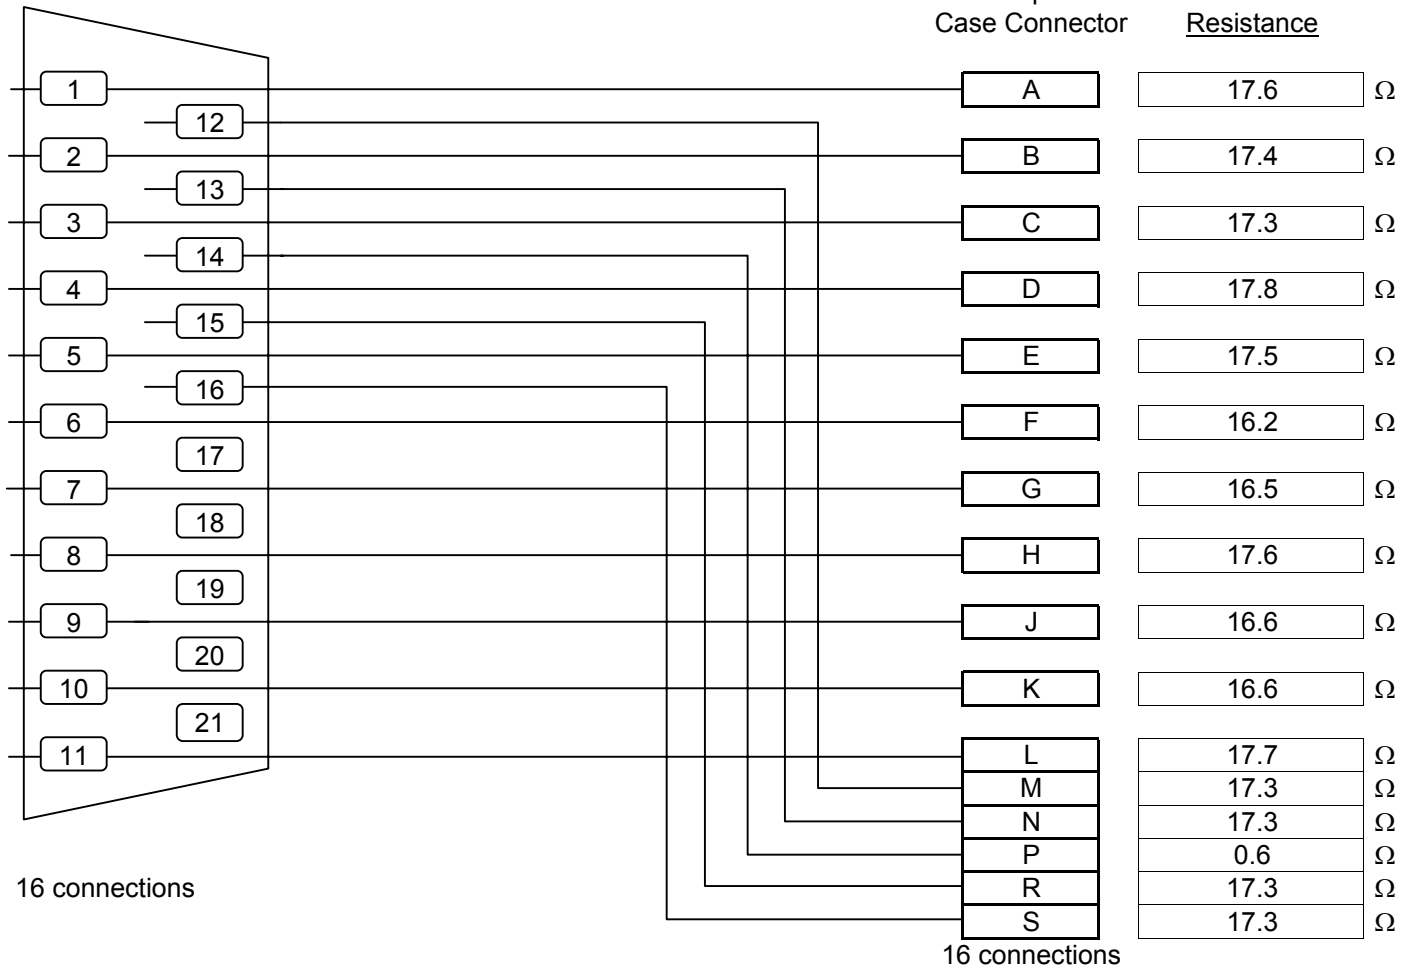 Case Connector Resistance
1 A 17.6 Ω
12
2 B 17.4 Ω
13
3 C 17.3 Ω
14
4 D 17.8 Ω
15
5 E 17.5 Ω
16
6 F 16.2 Ω
17
7 G 16.5 Ω
18
8 H 17.6 Ω
19
9 J 16.6 Ω
20
10 K 16.6 Ω
21
11 L 17.7 Ω
M 17.3 Ω
N 17.3 Ω
P 0.6 Ω
16 connections R 17.3 Ω
S 17.3 Ω
16 connections